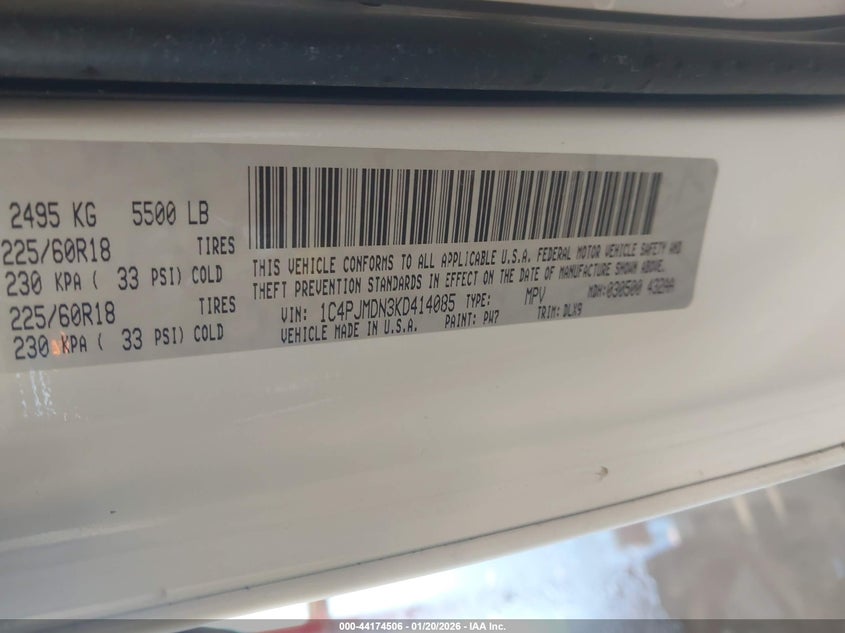 2495 KG 5500 LB
225/60R18 TIRES
230 KPA ( 33 PSI) COLD
225/60R18 TIRES
230 KPA ( 33 PSI) COLD
THIS VEHICLE CONFORMS TO ALL APPLICABLE U.S.A. FEDERAL MOTOR VEHICLE SAFETY AND
THEFT PREVENTION STANDARDS IN EFFECT ON THE DATE OF MANUFACTURE SHOWN ABOVE.
VIN: 1C4PJMDN3KD414085 TYPE: MPV MDH:030500 432AA
VEHICLE MADE IN U.S.A. PAINT: PW7 TRIM: DLX9
000-44174506 - 01/20/2026 - IAA Inc.